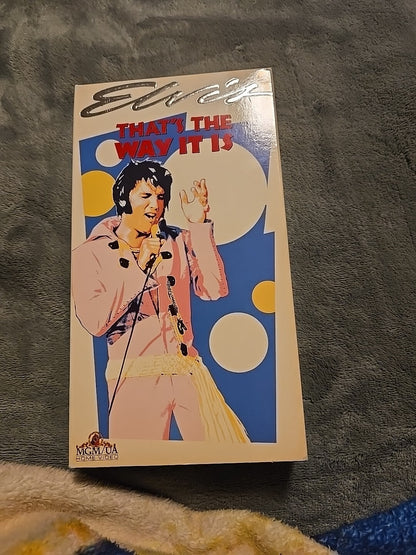 Elvis
THAT'S THE
WAY IT IS
MGM/UA
HOME VIDEO